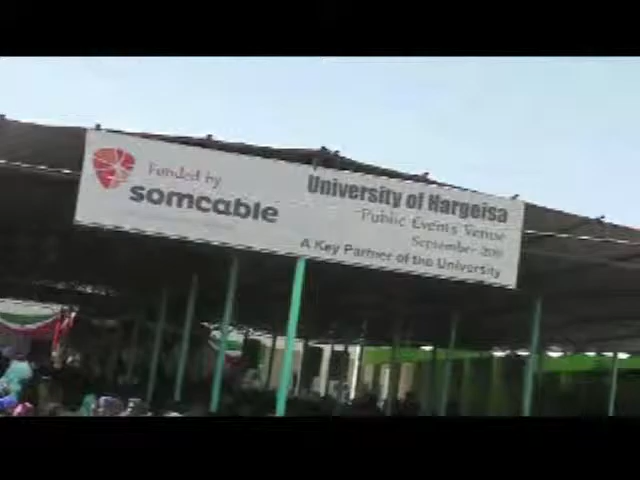 Funded by
somcable
University of Hargeisa
Public Events Venue
September
A Key Partner of the University